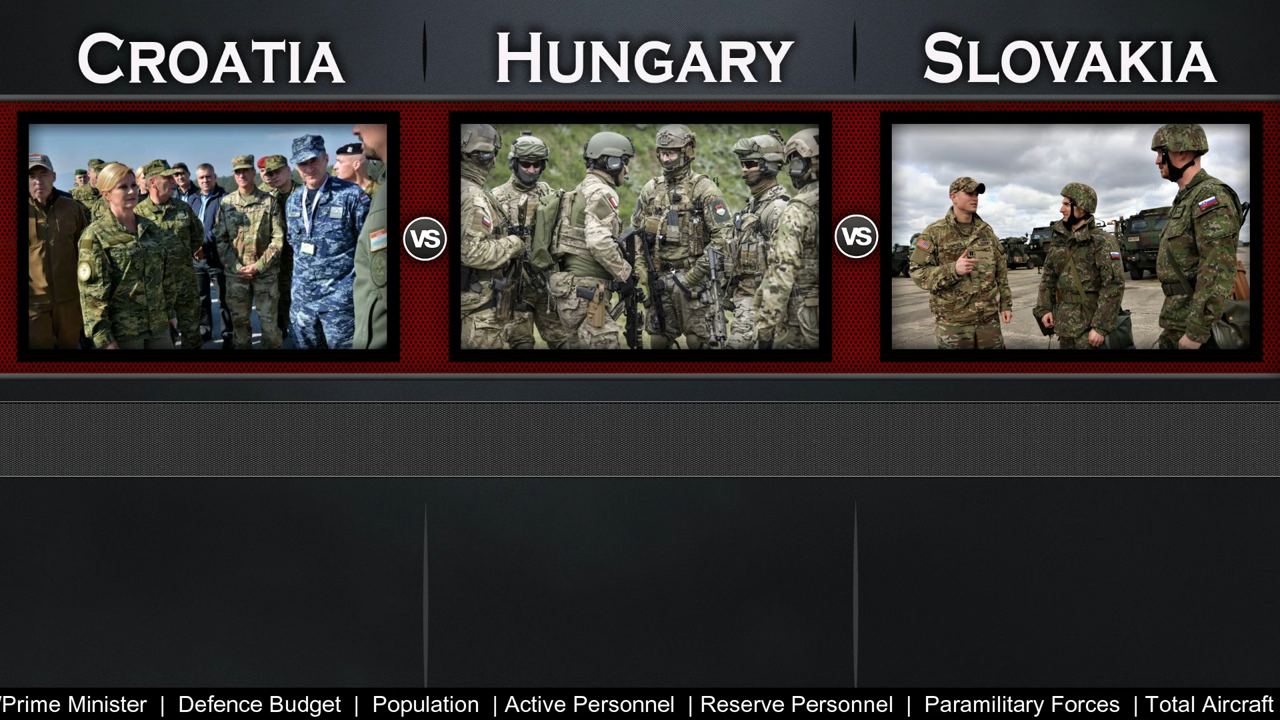 CROATIA
HUNGARY
SLOVAKIA
VS
VS
/Prime Minister | Defence Budget | Population | Active Personnel | Reserve Personnel | Paramilitary Forces | Total Aircraft